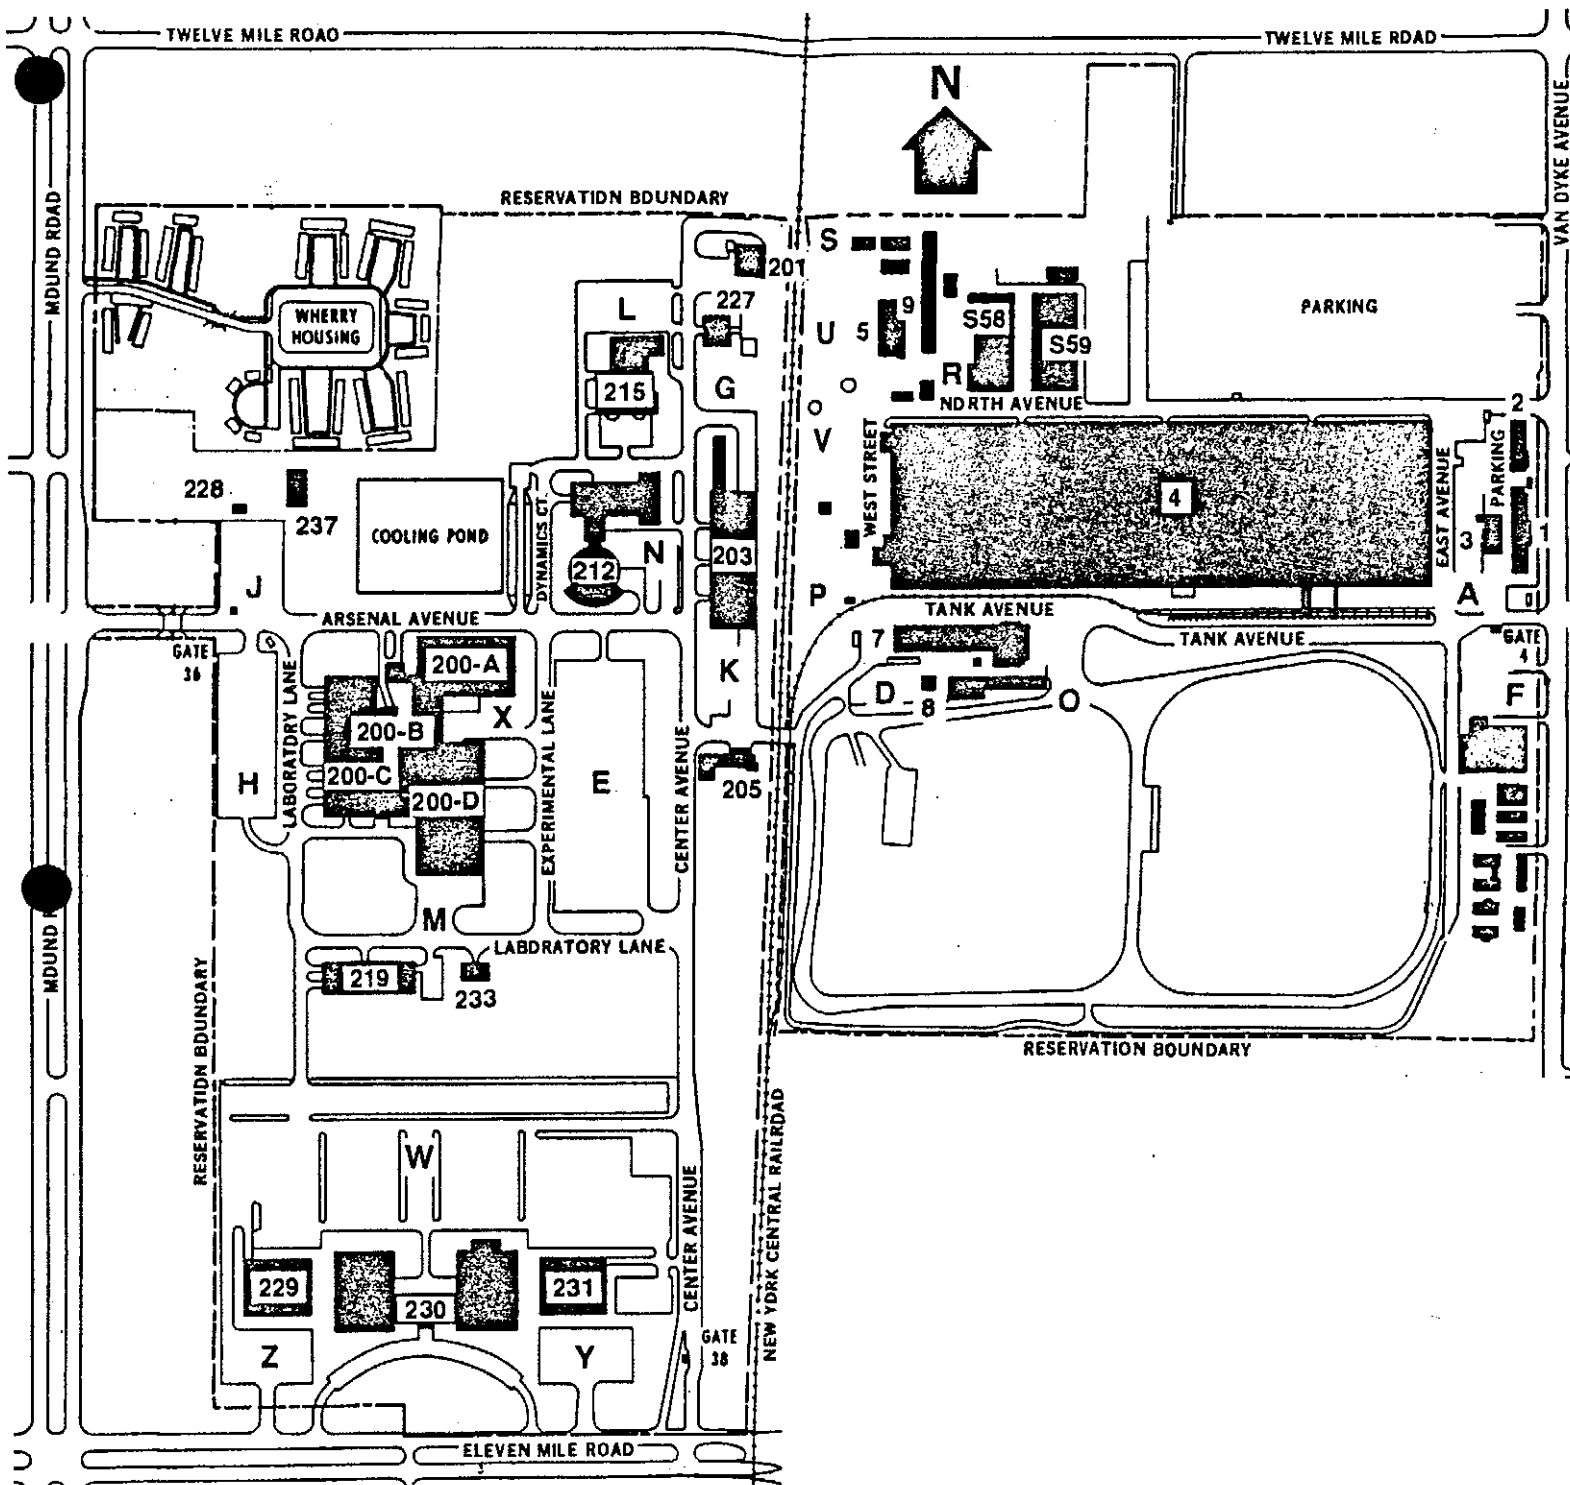 TWELVE MILE ROAD
TWELVE MILE RDAD
N
VAN DYKE AVENUE
MDUND RDAD
RESERVATIDN BDUNDARY
S
201
227
L
9
U
5
S58
S59
PARKING
WHERRY
HOUSING
215
G
R
NDRTH AVENUE
2
V
WEST STREET
4
EAST AVENUE
PARKING
3
1
228
237
COOLING POND
DYNAMICS CT.
212
N
203
J
P
A
ARSENAL AVENUE
TANK AVENUE
TANK AVENUE
GATE
36
GATE
4
7
200-A
K
D
8
O
F
LABORATDRY LANE
X
200-B
200-C
200-D
H
EXPERIMENTAL LANE
E
CENTER AVENUE
205
M
LABDRATORY LANE
219
233
MDUND R
RESERVATION BDUNDARY
RESERVATION BOUNDARY
W
CENTER AVENUE
NEW YDRK CENTRAL RAILRDAD
229
230
231
Z
Y
GATE
38
ELEVEN MILE ROAD